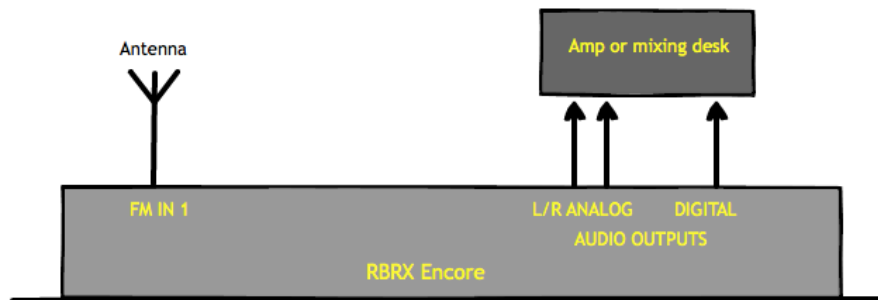 Antenna
Amp or mixing desk
FM IN 1
L/R ANALOG
DIGITAL
AUDIO OUTPUTS
RBRX Encore